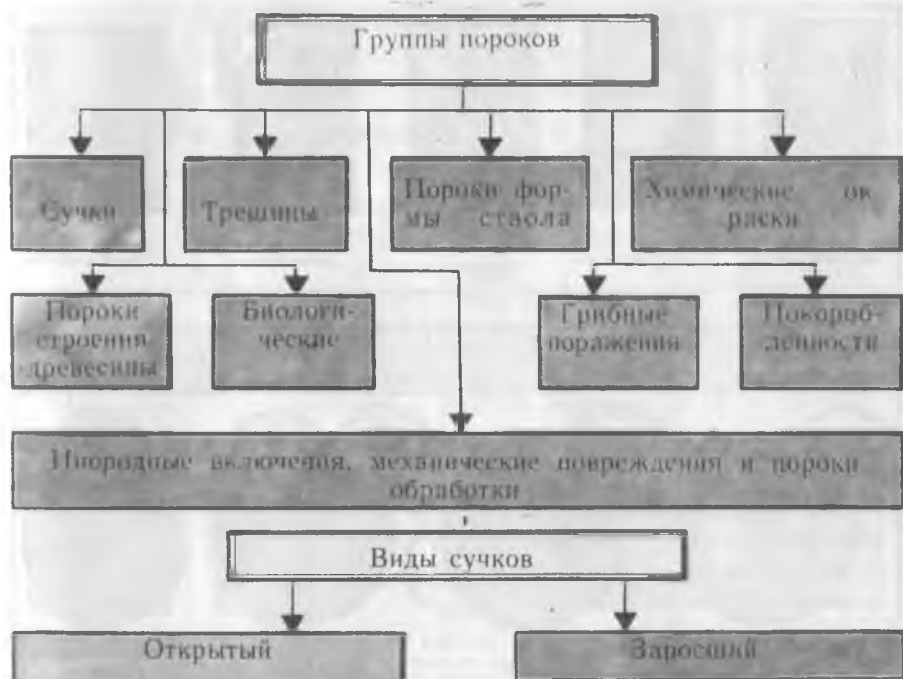 Группы пороков
Сучки
Трещины
Пороки фор-
мы ствола
Химические ок
раски
Пороки
строения
древесины
Биологи-
ческие
Грибные
поражения
Покороб-
ленности
Инородные включения, механические повреждения и пороки
обработки
Виды сучков
Открытый
Заросший